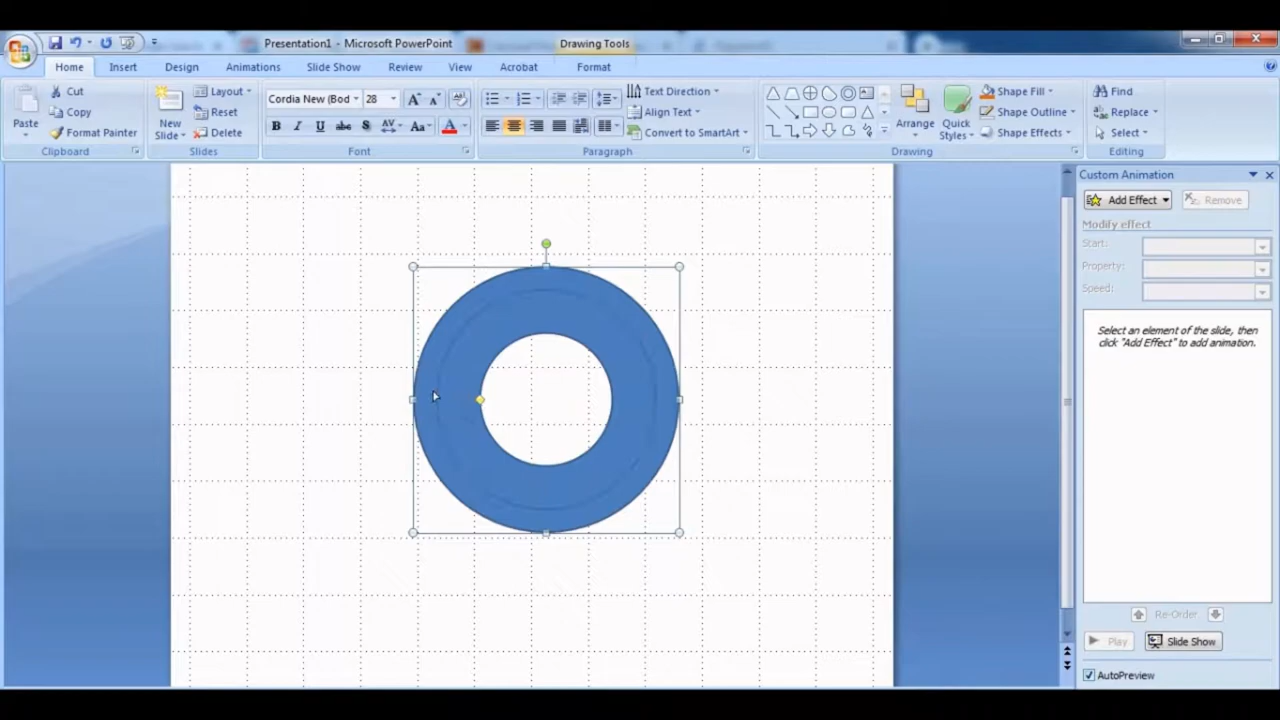 Presentation1 - Microsoft PowerPoint
Drawing Tools
Home Insert Design Animations Slide Show Review View Acrobat Format
Paste
Cut
Copy
Format Painter
Clipboard
New
Slide
Layout
Reset
Delete
Slides
Cordia New (Bod 28
B I U abc S AV Aa A
Font
Text Direction
Align Text
Convert to SmartArt
Paragraph
Arrange
Quick
Styles
Shape Fill
Shape Outline
Shape Effects
Drawing
Find
Replace
Select
Editing
Custom Animation
Add Effect
Remove
Modify effect
Start:
Property:
Speed:
Select an element of the slide, then
click "Add Effect" to add animation.
Re-Order
Play
Slide Show
AutoPreview